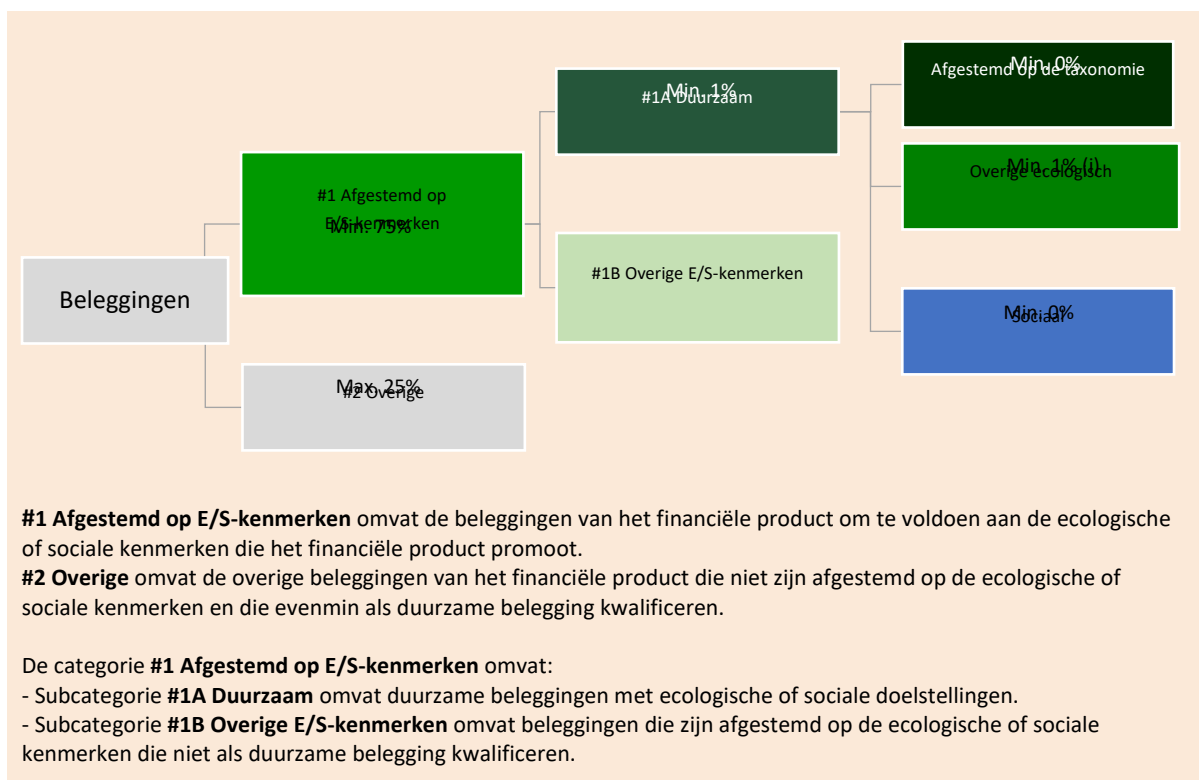 Beleggingen
#1 Afgestemd op
E/S-kenmerken
Min. 75%
#2 Overige
Max. 25%
#1A Duurzaam
Min. 1%
#1B Overige E/S-kenmerken
Afgestemd op de taxonomie
Min. 0%
Overige ecologisch
Min. 1% (i)
Sociaal
Min. 0%
#1 Afgestemd op E/S-kenmerken omvat de beleggingen van het financiële product om te voldoen aan de ecologische
of sociale kenmerken die het financiële product promoot.
#2 Overige omvat de overige beleggingen van het financiële product die niet zijn afgestemd op de ecologische of
sociale kenmerken en die evenmin als duurzame belegging kwalificeren.
De categorie #1 Afgestemd op E/S-kenmerken omvat:
- Subcategorie #1A Duurzaam omvat duurzame beleggingen met ecologische of sociale doelstellingen.
- Subcategorie #1B Overige E/S-kenmerken omvat beleggingen die zijn afgestemd op de ecologische of sociale
kenmerken die niet als duurzame belegging kwalificeren.